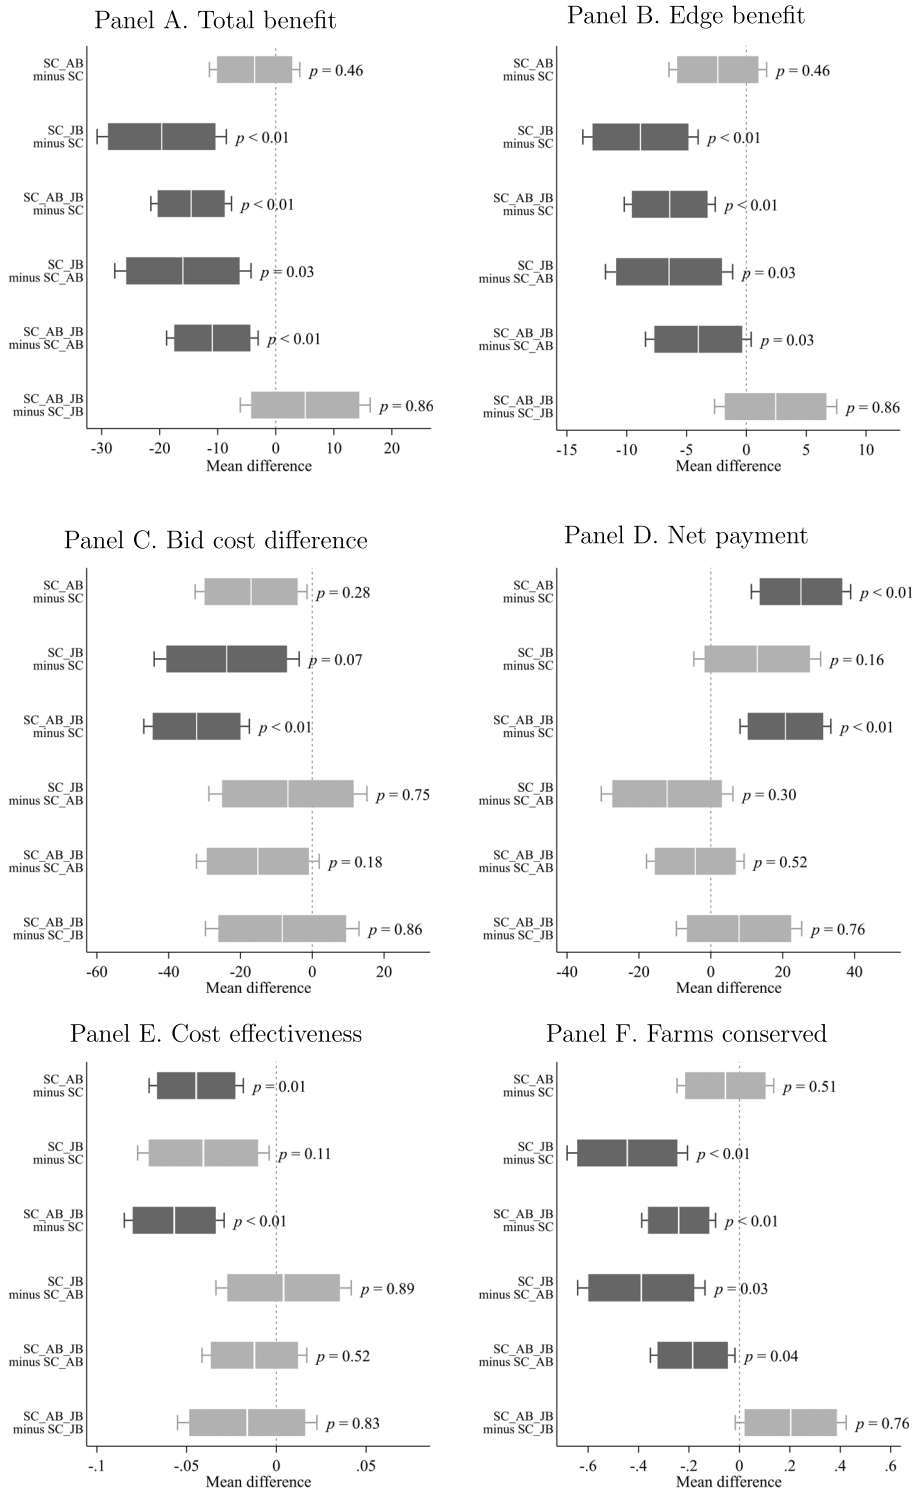 Panel A. Total benefit
SC_AB
minus SC
p = 0.46
SC_JB
minus SC
p < 0.01
SC_AB_JB
minus SC
p < 0.01
SC_JB
minus SC_AB
p = 0.03
SC_AB_JB
minus SC_AB
p < 0.01
SC_AB_JB
minus SC_JB
p = 0.86
-30 -20 -10 0 10 20
Mean difference
Panel B. Edge benefit
SC_AB
minus SC
p = 0.46
SC_JB
minus SC
p < 0.01
SC_AB_JB
minus SC
p < 0.01
SC_JB
minus SC_AB
p = 0.03
SC_AB_JB
minus SC_AB
p = 0.03
SC_AB_JB
minus SC_JB
p = 0.86
-15 -10 -5 0 5 10
Mean difference
Panel C. Bid cost difference
SC_AB
minus SC
p = 0.28
SC_JB
minus SC
p = 0.07
SC_AB_JB
minus SC
p < 0.01
SC_JB
minus SC_AB
p = 0.75
SC_AB_JB
minus SC_AB
p = 0.18
SC_AB_JB
minus SC_JB
p = 0.86
-60 -40 -20 0 20
Mean difference
Panel D. Net payment
SC_AB
minus SC
p < 0.01
SC_JB
minus SC
p = 0.16
SC_AB_JB
minus SC
p < 0.01
SC_JB
minus SC_AB
p = 0.30
SC_AB_JB
minus SC_AB
p = 0.52
SC_AB_JB
minus SC_JB
p = 0.76
-40 -20 0 20 40
Mean difference
Panel E. Cost effectiveness
SC_AB
minus SC
p = 0.01
SC_JB
minus SC
p = 0.11
SC_AB_JB
minus SC
p < 0.01
SC_JB
minus SC_AB
p = 0.89
SC_AB_JB
minus SC_AB
p = 0.52
SC_AB_JB
minus SC_JB
p = 0.83
-.1 -.05 0 .05
Mean difference
Panel F. Farms conserved
SC_AB
minus SC
p = 0.51
SC_JB
minus SC
p < 0.01
SC_AB_JB
minus SC
p < 0.01
SC_JB
minus SC_AB
p = 0.03
SC_AB_JB
minus SC_AB
p = 0.04
SC_AB_JB
minus SC_JB
p = 0.76
-.6 -.4 -.2 0 .2 .4 .6
Mean difference